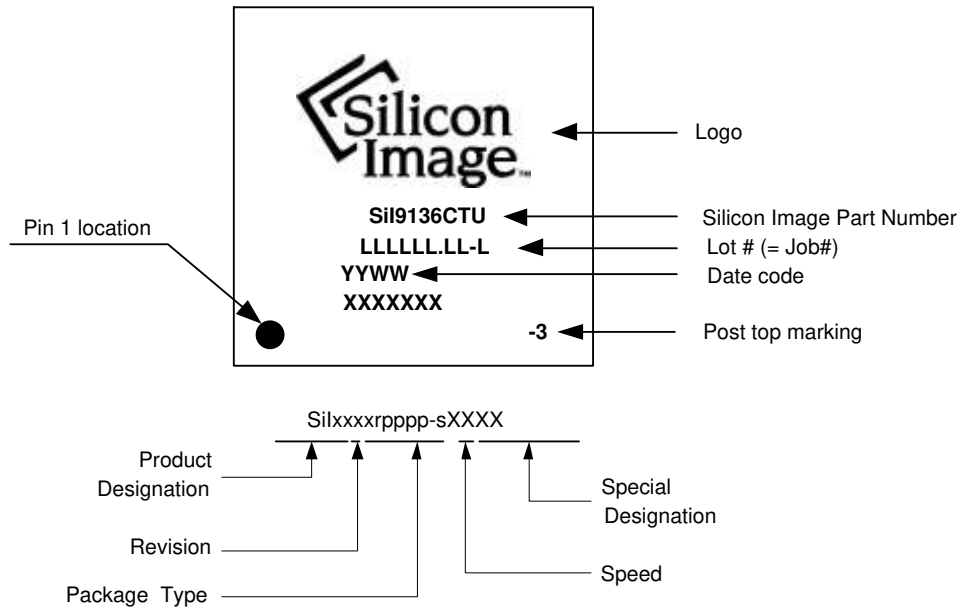 Silicon
Image™
Logo
SiI9136CTU
Silicon Image Part Number
Pin 1 location
LLLLLL.LL-L
Lot # (= Job#)
YYWW
Date code
XXXXXXX
-3
Post top marking
SiIxxxxrpppp-sXXXX
Product
Designation
Special
Designation
Revision
Speed
Package Type